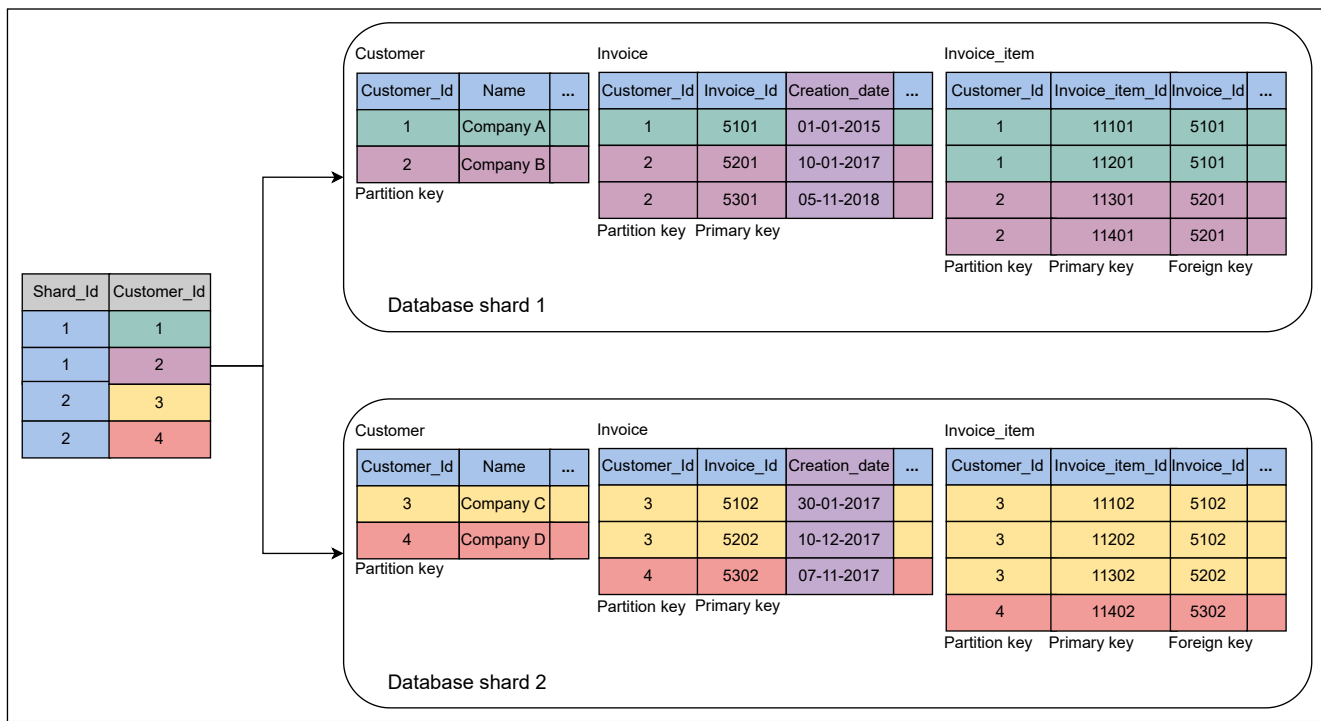 Customer
Customer_Id Name ...
1 Company A
2 Company B
Partition key
Invoice
Customer_Id Invoice_Id Creation_date ...
1 5101 01-01-2015
2 5201 10-01-2017
2 5301 05-11-2018
Partition key Primary key
Invoice_item
Customer_Id Invoice_item_Id Invoice_Id ...
1 11101 5101
1 11201 5101
2 11301 5201
2 11401 5201
Partition key Primary key Foreign key
Database shard 1
Shard_Id Customer_Id
1 1
1 2
2 3
2 4
Customer
Customer_Id Name ...
3 Company C
4 Company D
Partition key
Invoice
Customer_Id Invoice_Id Creation_date ...
3 5102 30-01-2017
3 5202 10-12-2017
4 5302 07-11-2017
Partition key Primary key
Invoice_item
Customer_Id Invoice_item_Id Invoice_Id ...
3 11102 5102
3 11202 5102
3 11302 5202
4 11402 5302
Partition key Primary key Foreign key
Database shard 2